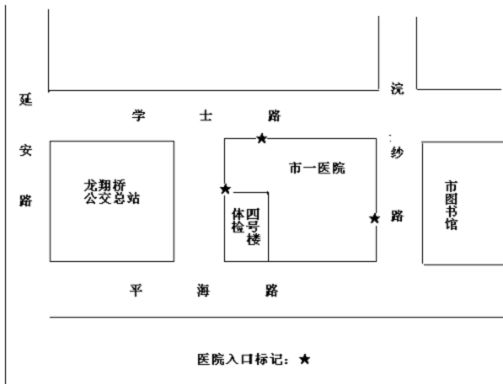 延安路
学士路
浣纱路
龙翔桥
公交总站
市一医院
四号楼
体检
市图书馆
平海路
医院入口标记：★